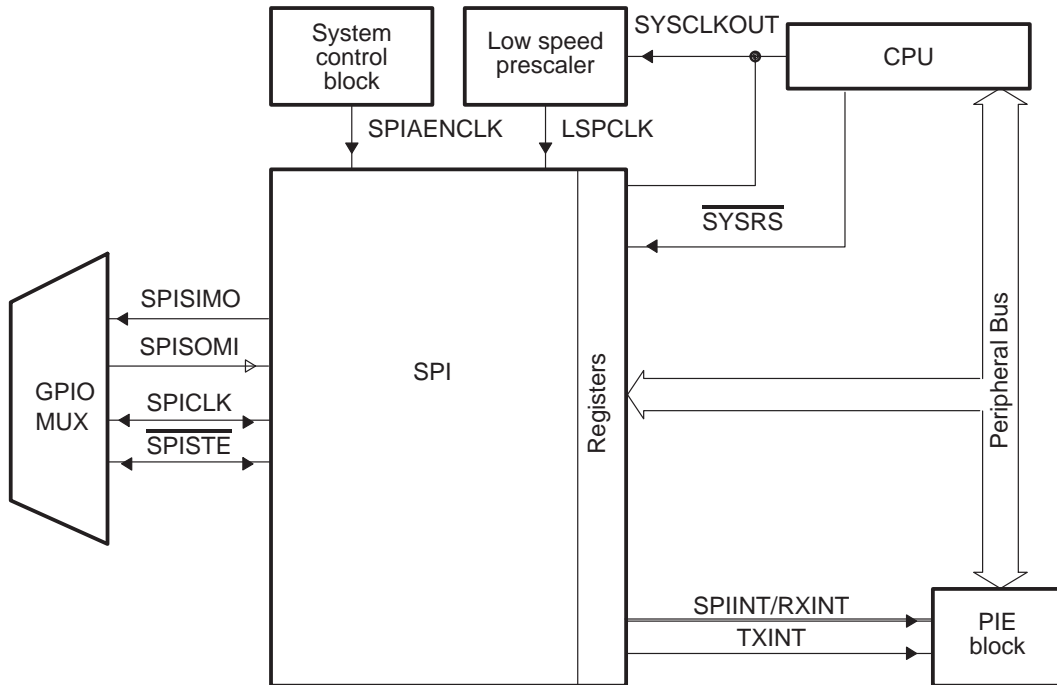 System
control
block
Low speed
prescaler
SYSCLKOUT
CPU
SPIAENCLK
LSPCLK
SYSRS
SPISIMO
SPISOMI
SPICLK
SPISTE
GPIO
MUX
SPI
Registers
Peripheral Bus
SPIINT/RXINT
TXINT
PIE
block